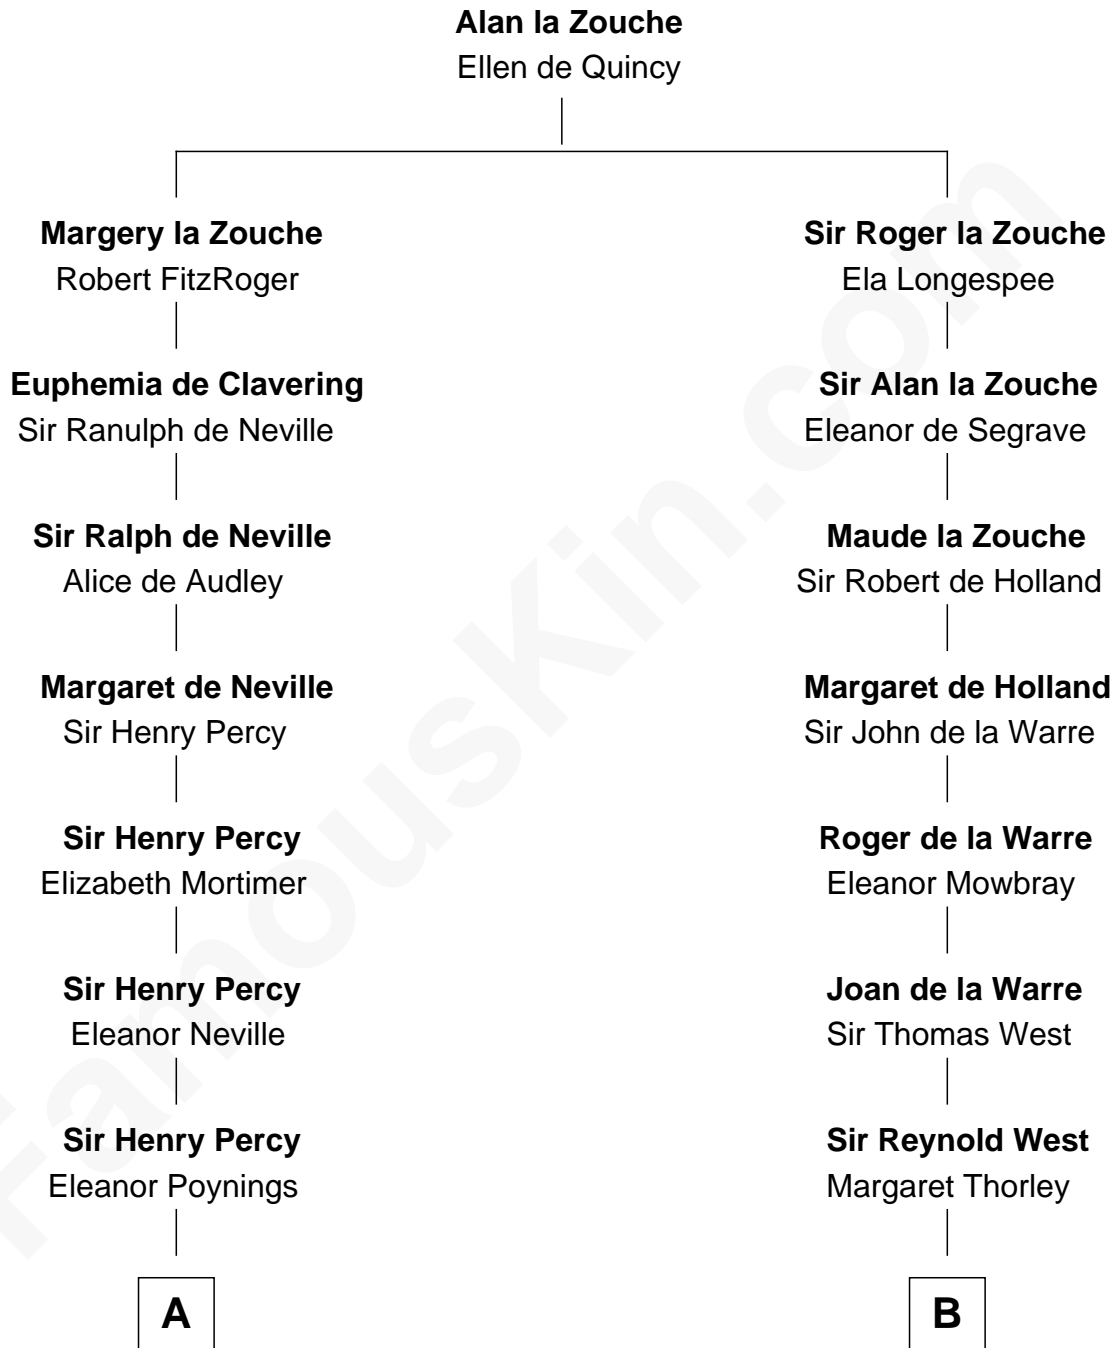 Alan la Zouche
Ellen de Quincy
Margery la Zouche
Robert FitzRoger
Sir Roger la Zouche
Ela Longespee
Euphemia de Clavering
Sir Ranulph de Neville
Sir Alan la Zouche
Eleanor de Segrave
Sir Ralph de Neville
Alice de Audley
Maude la Zouche
Sir Robert de Holland
Margaret de Neville
Sir Henry Percy
Margaret de Holland
Sir John de la Warre
Sir Henry Percy
Elizabeth Mortimer
Roger de la Warre
Eleanor Mowbray
Sir Henry Percy
Eleanor Neville
Joan de la Warre
Sir Thomas West
Sir Henry Percy
Eleanor Poynings
Sir Reynold West
Margaret Thorley
A
B
FamousKin.com